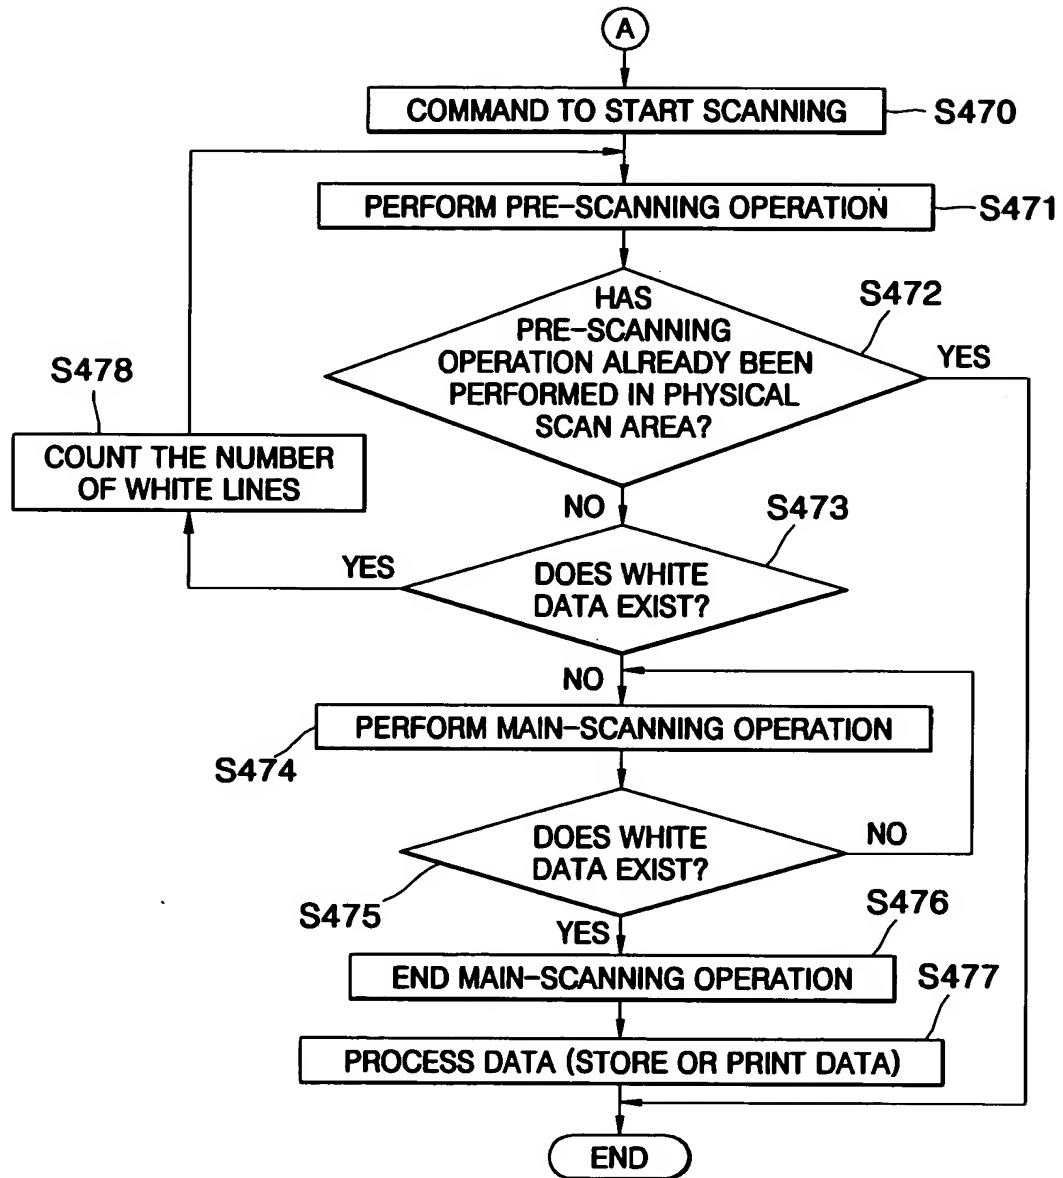 A
COMMAND TO START SCANNING
S470
PERFORM PRE-SCANNING OPERATION
S471
HAS
PRE-SCANNING
OPERATION ALREADY BEEN
PERFORMED IN PHYSICAL
SCAN AREA?
S472
YES
S478
COUNT THE NUMBER
OF WHITE LINES
NO
S473
YES
DOES WHITE
DATA EXIST?
NO
PERFORM MAIN-SCANNING OPERATION
S474
DOES WHITE
DATA EXIST?
NO
S475
YES
S476
END MAIN-SCANNING OPERATION
S477
PROCESS DATA (STORE OR PRINT DATA)
END